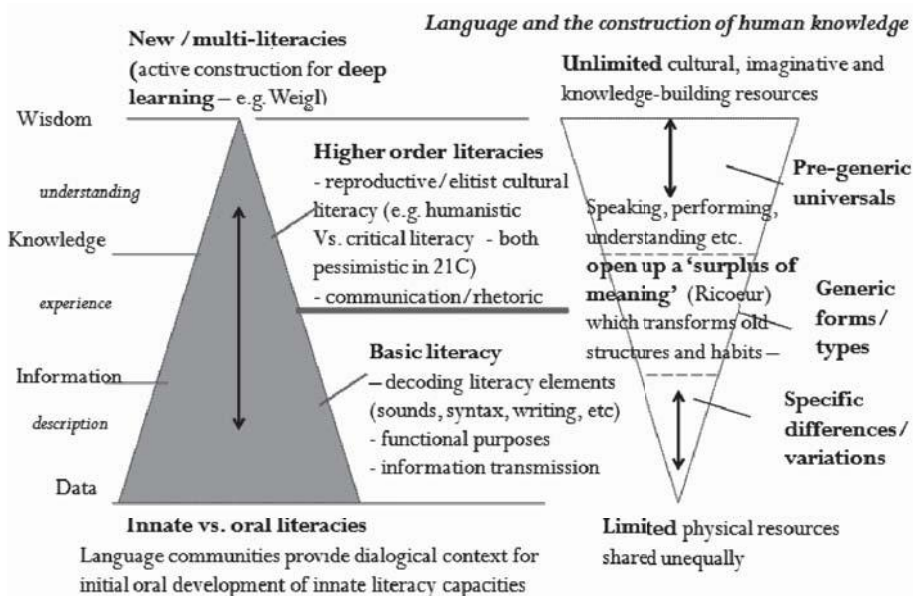 Language and the construction of human knowledge
New / multi-literacies
(active construction for deep
learning – e.g. Weigl)
Unlimited cultural, imaginative and
knowledge-building resources
Wisdom
understanding
Knowledge
experience
Information
description
Data
Higher order literacies
- reproductive/elitist cultural
literacy (e.g. humanistic
Vs. critical literacy - both
pessimistic in 21C)
- communication/rhetoric
Basic literacy
– decoding literacy elements
(sounds, syntax, writing, etc)
- functional purposes
- information transmission
Speaking, performing,
understanding etc.
open up a ‘surplus of
meaning’ (Ricoeur)
which transforms old
structures and habits –
Pre-generic
universals
Generic
forms/
types
Specific
differences/
variations
Innate vs. oral literacies
Language communities provide dialogical context for
initial oral development of innate literacy capacities
Limited physical resources
shared unequally